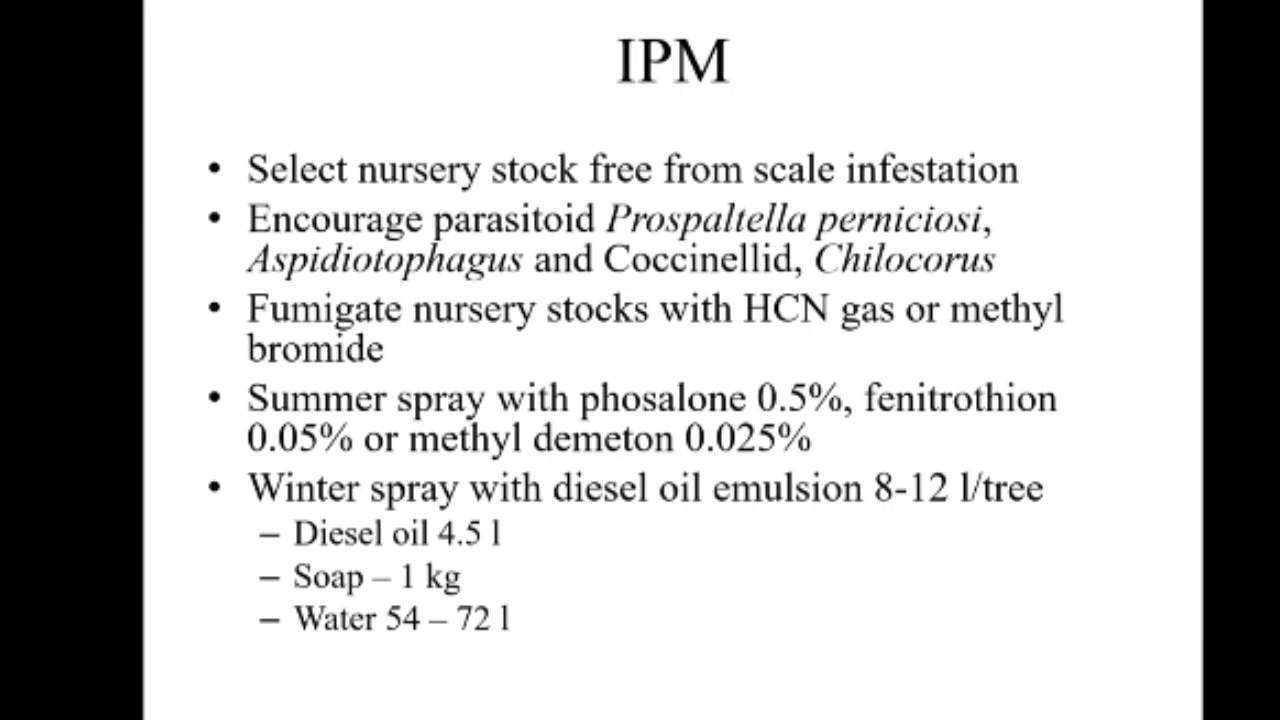 IPM
• Select nursery stock free from scale infestation
• Encourage parasitoid Prospaltella perniciosi,
Aspidiotophagus and Coccinellid, Chilocorus
• Fumigate nursery stocks with HCN gas or methyl
bromide
• Summer spray with phosalone 0.5%, fenitrothion
0.05% or methyl demeton 0.025%
• Winter spray with diesel oil emulsion 8-12 l/tree
– Diesel oil 4.5 l
– Soap – 1 kg
– Water 54 – 72 l